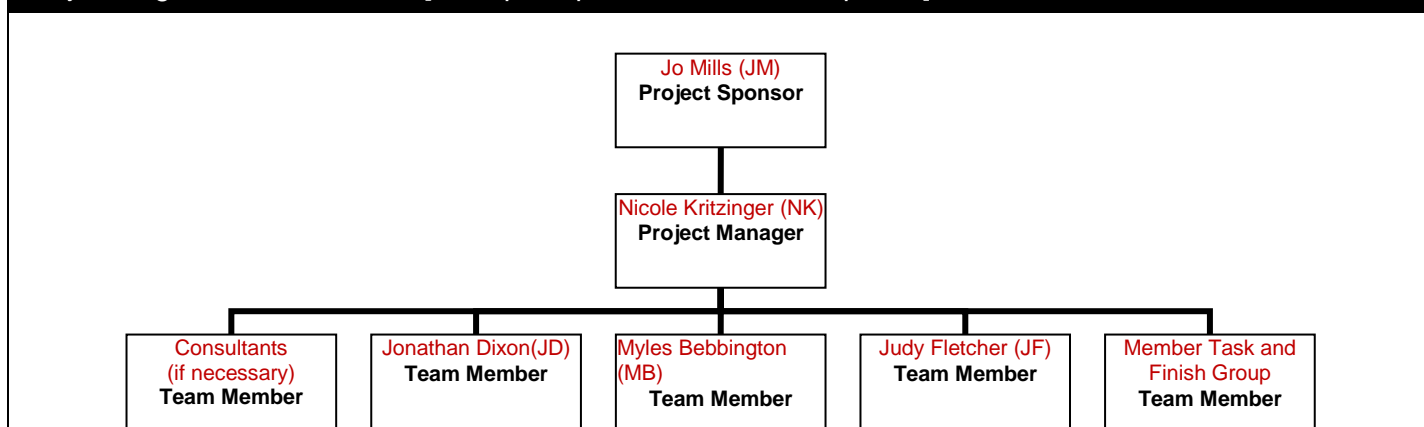 Jo Mills (JM)
Project Sponsor
Nicole Kritzinger (NK)
Project Manager
Consultants
(if necessary)
Team Member
Jonathan Dixon(JD)
Team Member
Myles Bebbington
(MB)
Team Member
Judy Fletcher (JF)
Team Member
Member Task and
Finish Group
Team Member